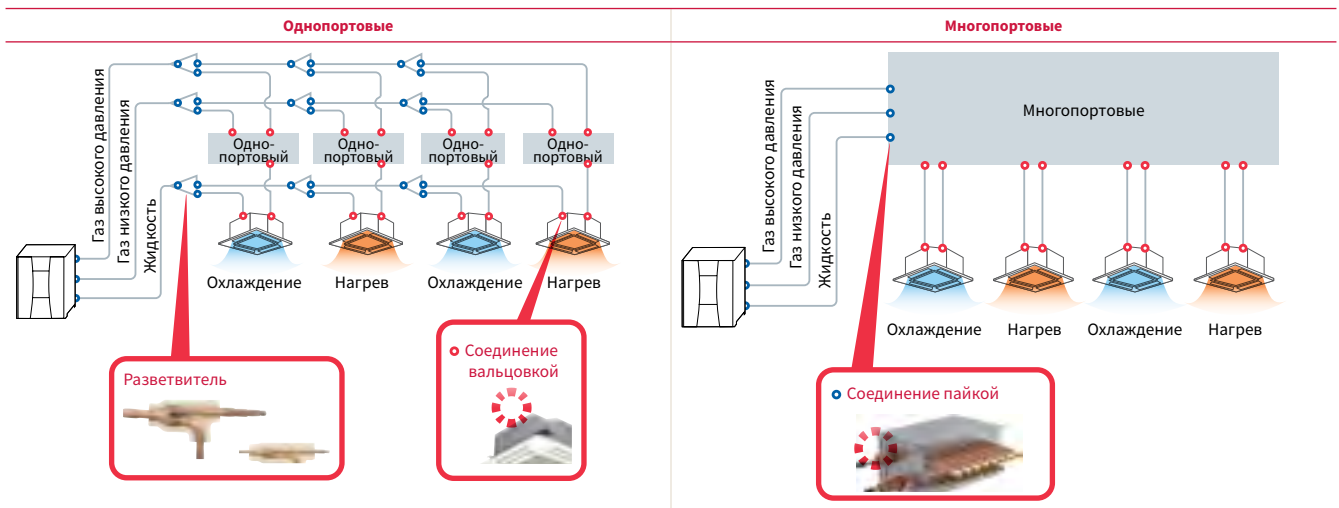 Однопортовые
Многопортовые
Газ высокого давления
Газ низкого давления
Жидкость
Одно-
портовый
Одно-
портовый
Одно-
портовый
Одно-
портовый
Охлаждение
Нагрев
Охлаждение
Нагрев
Разветвитель
Соединение
вальцовкой
Газ высокого давления
Газ низкого давления
Жидкость
Многопортовые
Охлаждение
Нагрев
Охлаждение
Нагрев
Соединение пайкой